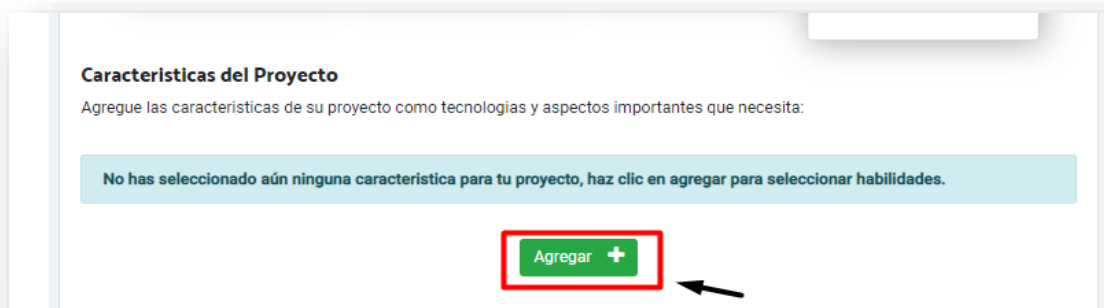 Caracteristicas del Proyecto
Agregue las caracteristicas de su proyecto como tecnologias y aspectos importantes que necesita:
No has seleccionado aún ninguna caracteristica para tu proyecto, haz clic en agregar para seleccionar habilidades.
Agregar +